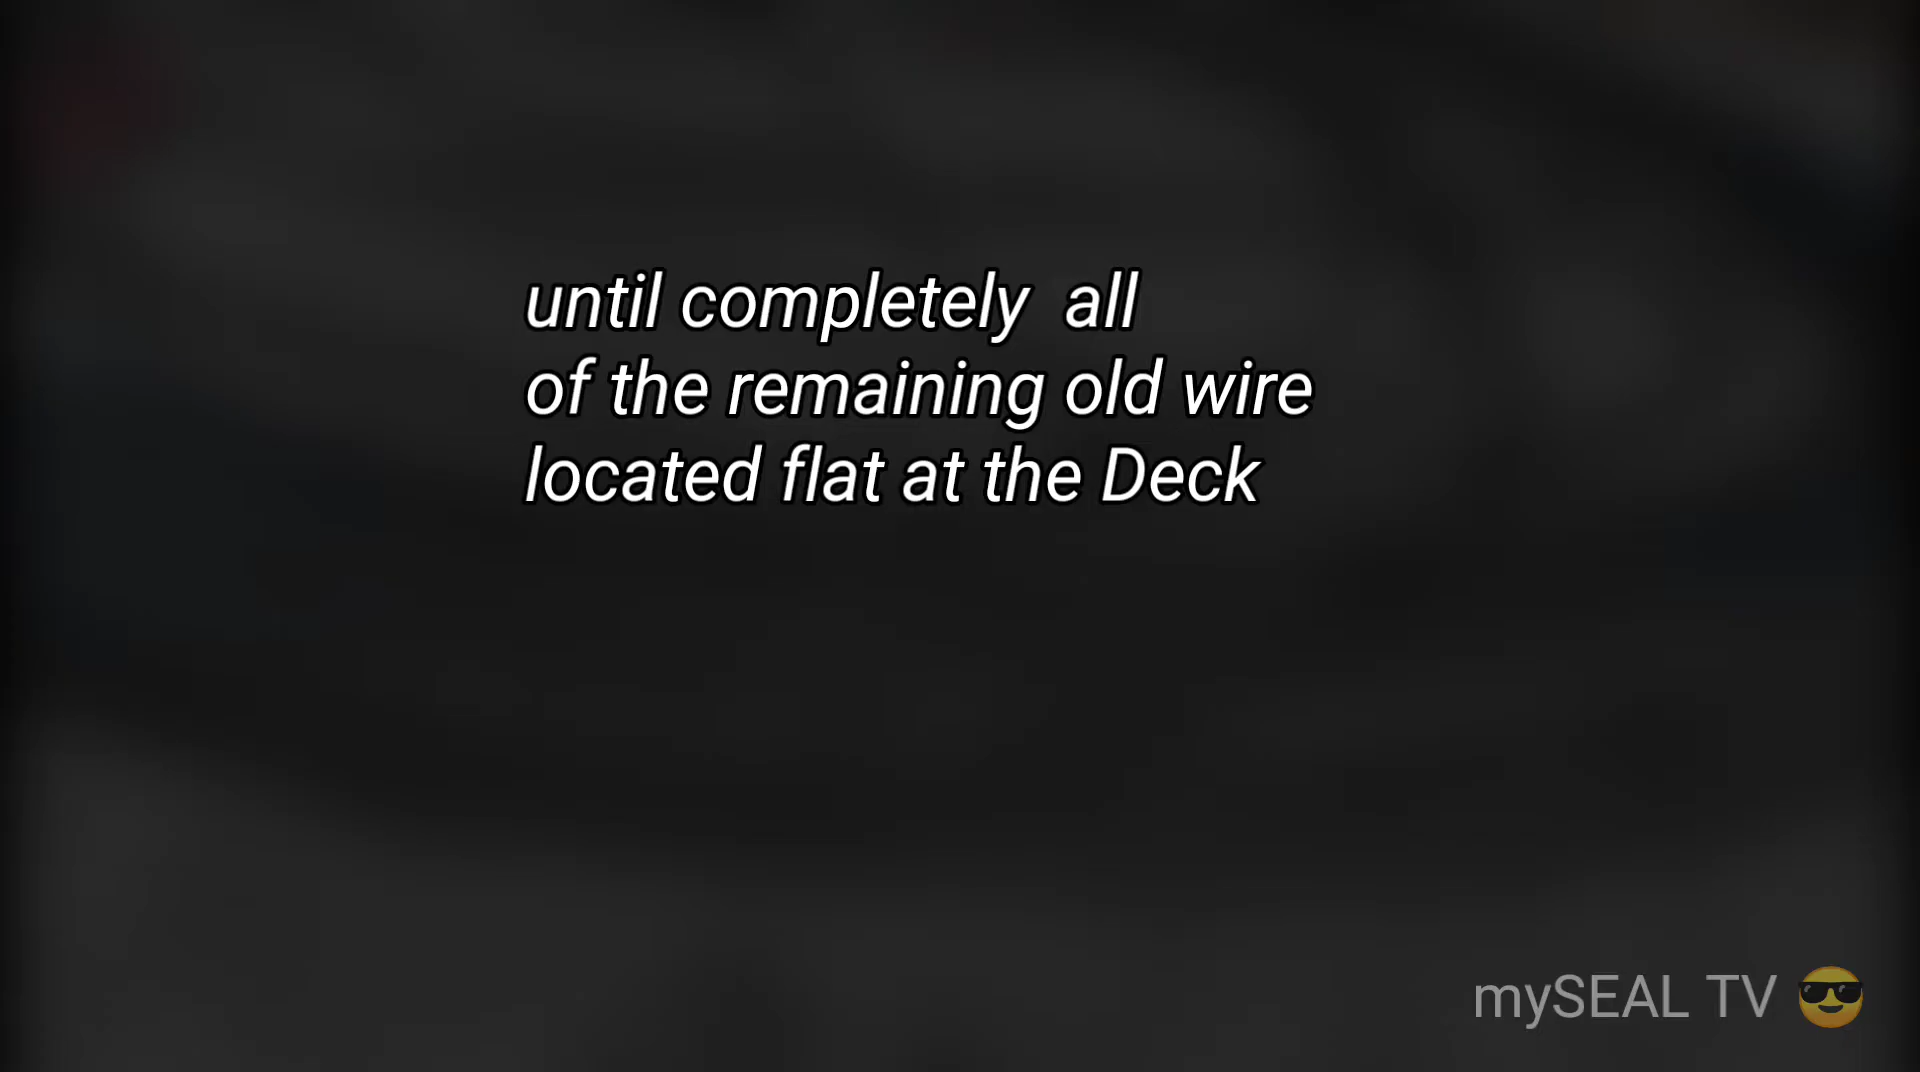 until completely  all
of the remaining old wire
located flat at the Deck
mySEAL TV 😎